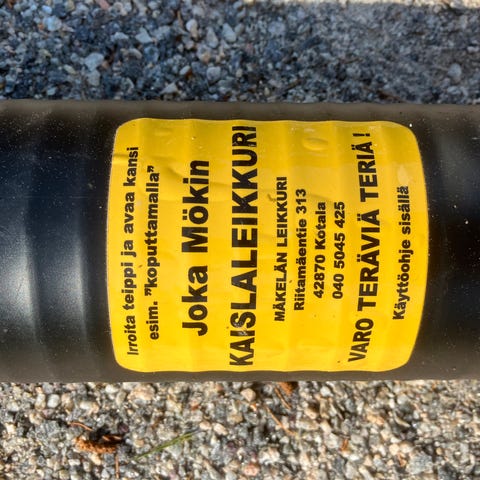 Irroita teippi ja avaa kansi
esim. "koputtamalla"
Joka Mökin
KAISLALEIKKURI
MÄKELÄN LEIKKURI
Riitamäentie 313
42870 Kotala
040 5045 425
VARO TERÄVIÄ TERIÄ !
Käyttöohje sisällä